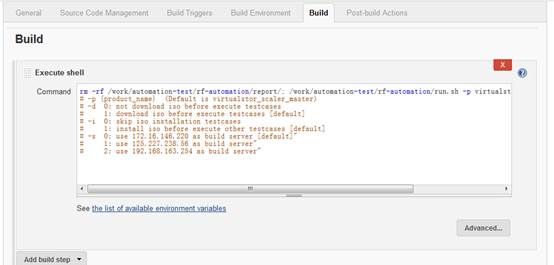 General Source Code Management Build Triggers Build Environment Build Post-build Actions
Build
X
Execute shell
Command
rm -rf /work/automation-test/rf-automation/report/; /work/automation-test/rf-automation/run.sh -p virtualst
# -p {product_name} (Default is virtualstor_scaler_master)
# -d 0: not download iso before execute testcases
# 1: download iso before execute testcases [default]
# -i 0: skip iso installation testcases
# 1: install iso before execute other testcases [default]
# -s 0: use 172.16.146.220 as build server [default]"
# 1: use 125.227.238.56 as build server"
# 2: use 192.168.163.254 as build server"
See the list of available environment variables
Advanced...
Add build step